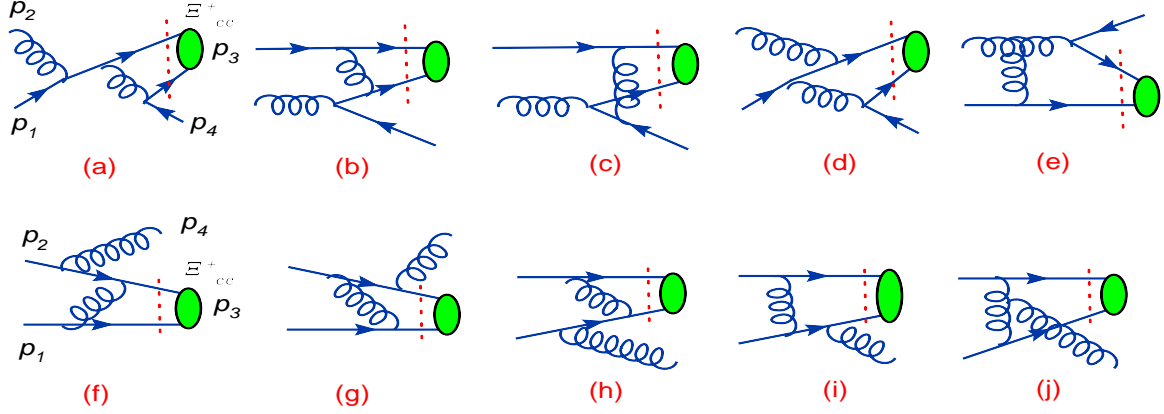 p2 Ξ+cc
p3
p1 p4
(a) (b) (c) (d) (e)
p4
p2
Ξ+cc
p3
p1
(f) (g) (h) (i) (j)